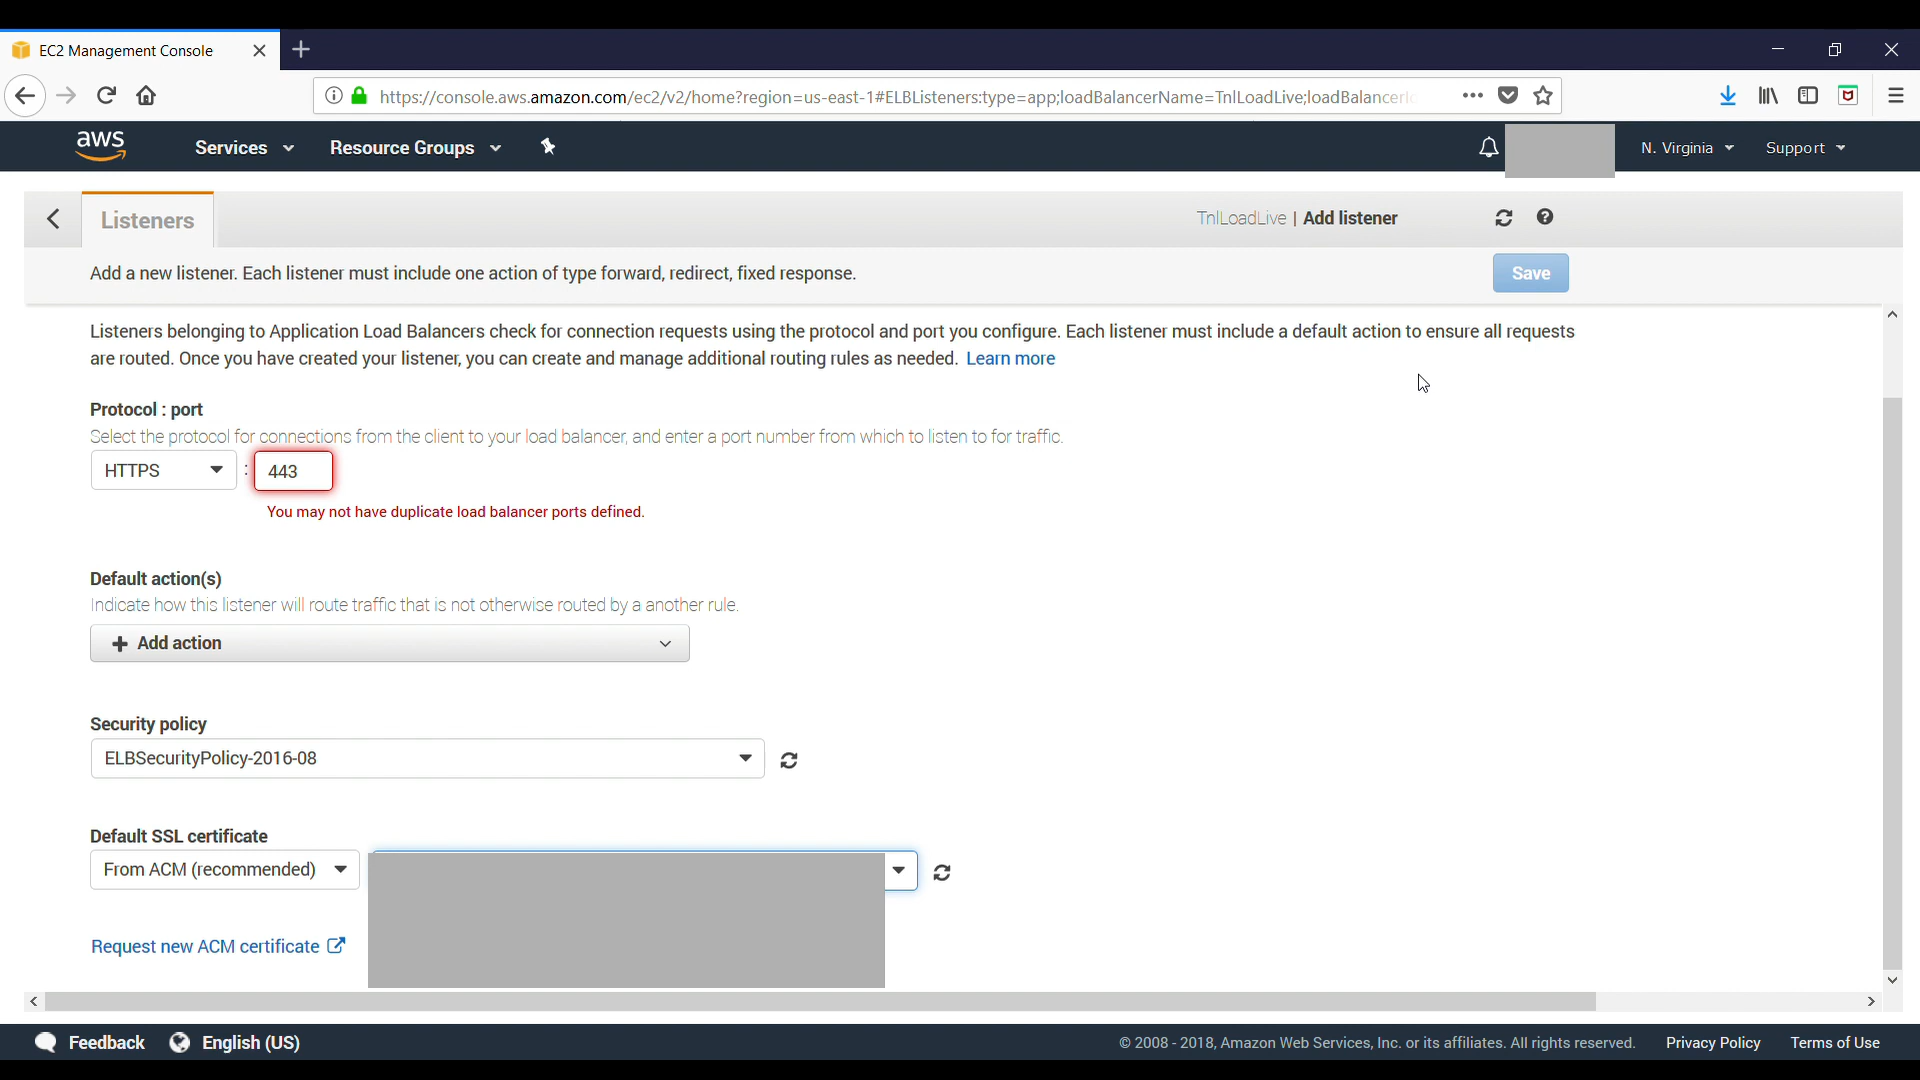 EC2 Management Console
https://console.aws.amazon.com/ec2/v2/home?region=us-east-1#ELBListeners:type=app;loadBalancerName=TnlLoadLive;loadBalancerI
aws Services Resource Groups N. Virginia Support
Listeners
TnlLoadLive | Add listener
Add a new listener. Each listener must include one action of type forward, redirect, fixed response.
Save
Listeners belonging to Application Load Balancers check for connection requests using the protocol and port you configure. Each listener must include a default action to ensure all requests
are routed. Once you have created your listener, you can create and manage additional routing rules as needed. Learn more
Protocol : port
Select the protocol for connections from the client to your load balancer, and enter a port number from which to listen to for traffic.
HTTPS : 443
You may not have duplicate load balancer ports defined.
Default action(s)
Indicate how this listener will route traffic that is not otherwise routed by a another rule.
Add action
Security policy
ELBSecurityPolicy-2016-08
Default SSL certificate
From ACM (recommended)
Request new ACM certificate
Feedback English (US) © 2008 - 2018, Amazon Web Services, Inc. or its affiliates. All rights reserved. Privacy Policy Terms of Use